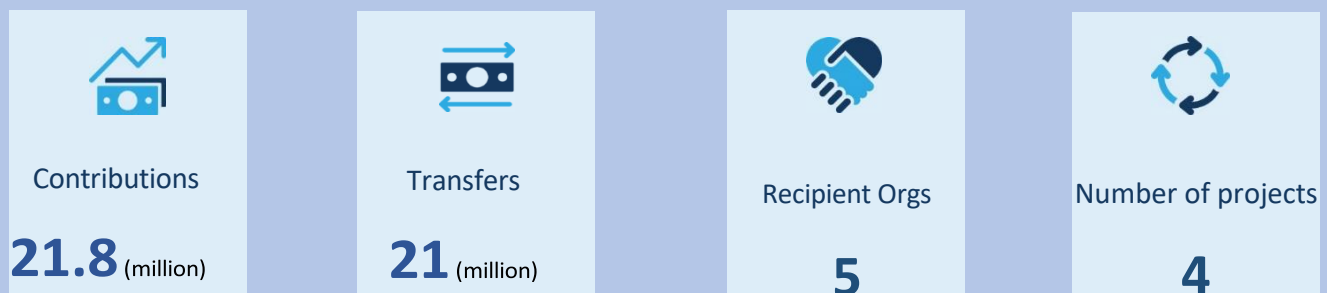 Contributions
21.8 (million)
Transfers
21 (million)
Recipient Orgs
5
Number of projects
4